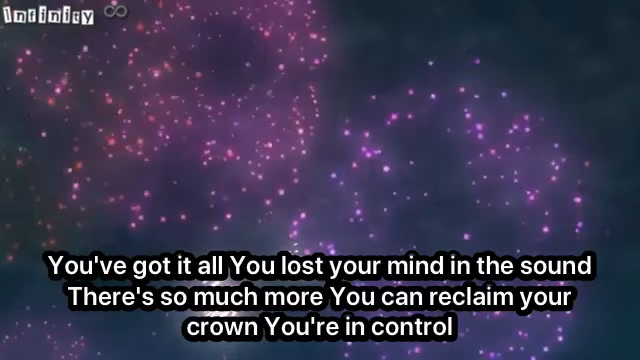 Infinity ∞
You've got it all You lost your mind in the sound
There's so much more You can reclaim your
crown You're in control